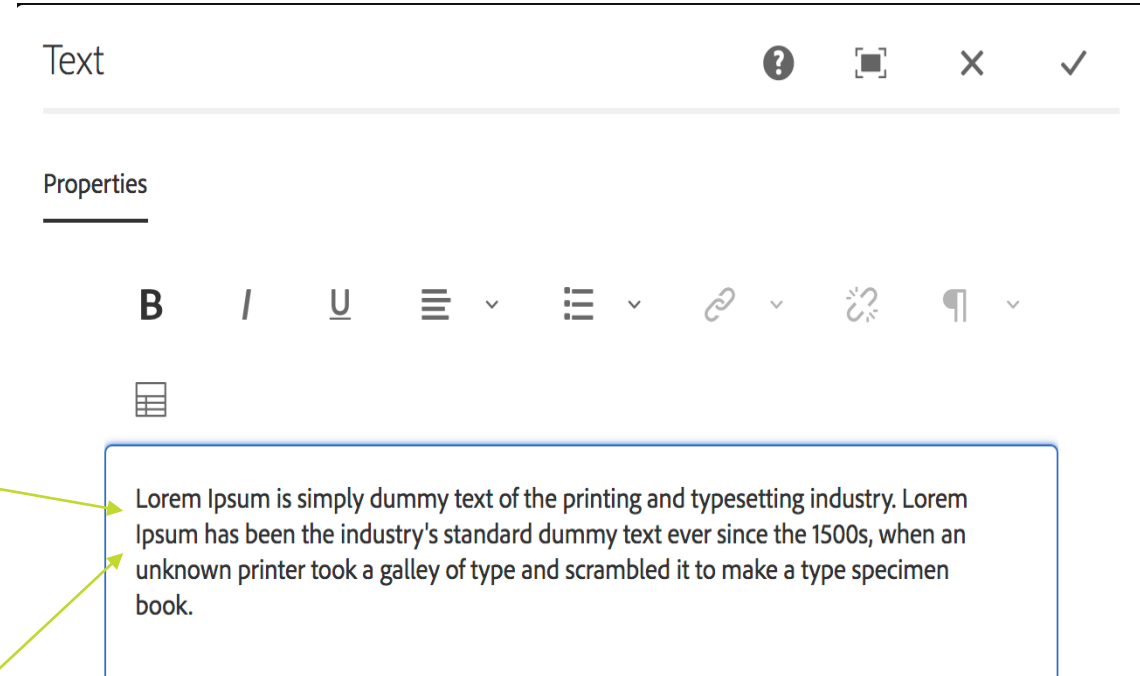 Text
Properties
B I U
Lorem Ipsum is simply dummy text of the printing and typesetting industry. Lorem
Ipsum has been the industry's standard dummy text ever since the 1500s, when an
unknown printer took a galley of type and scrambled it to make a type specimen
book.